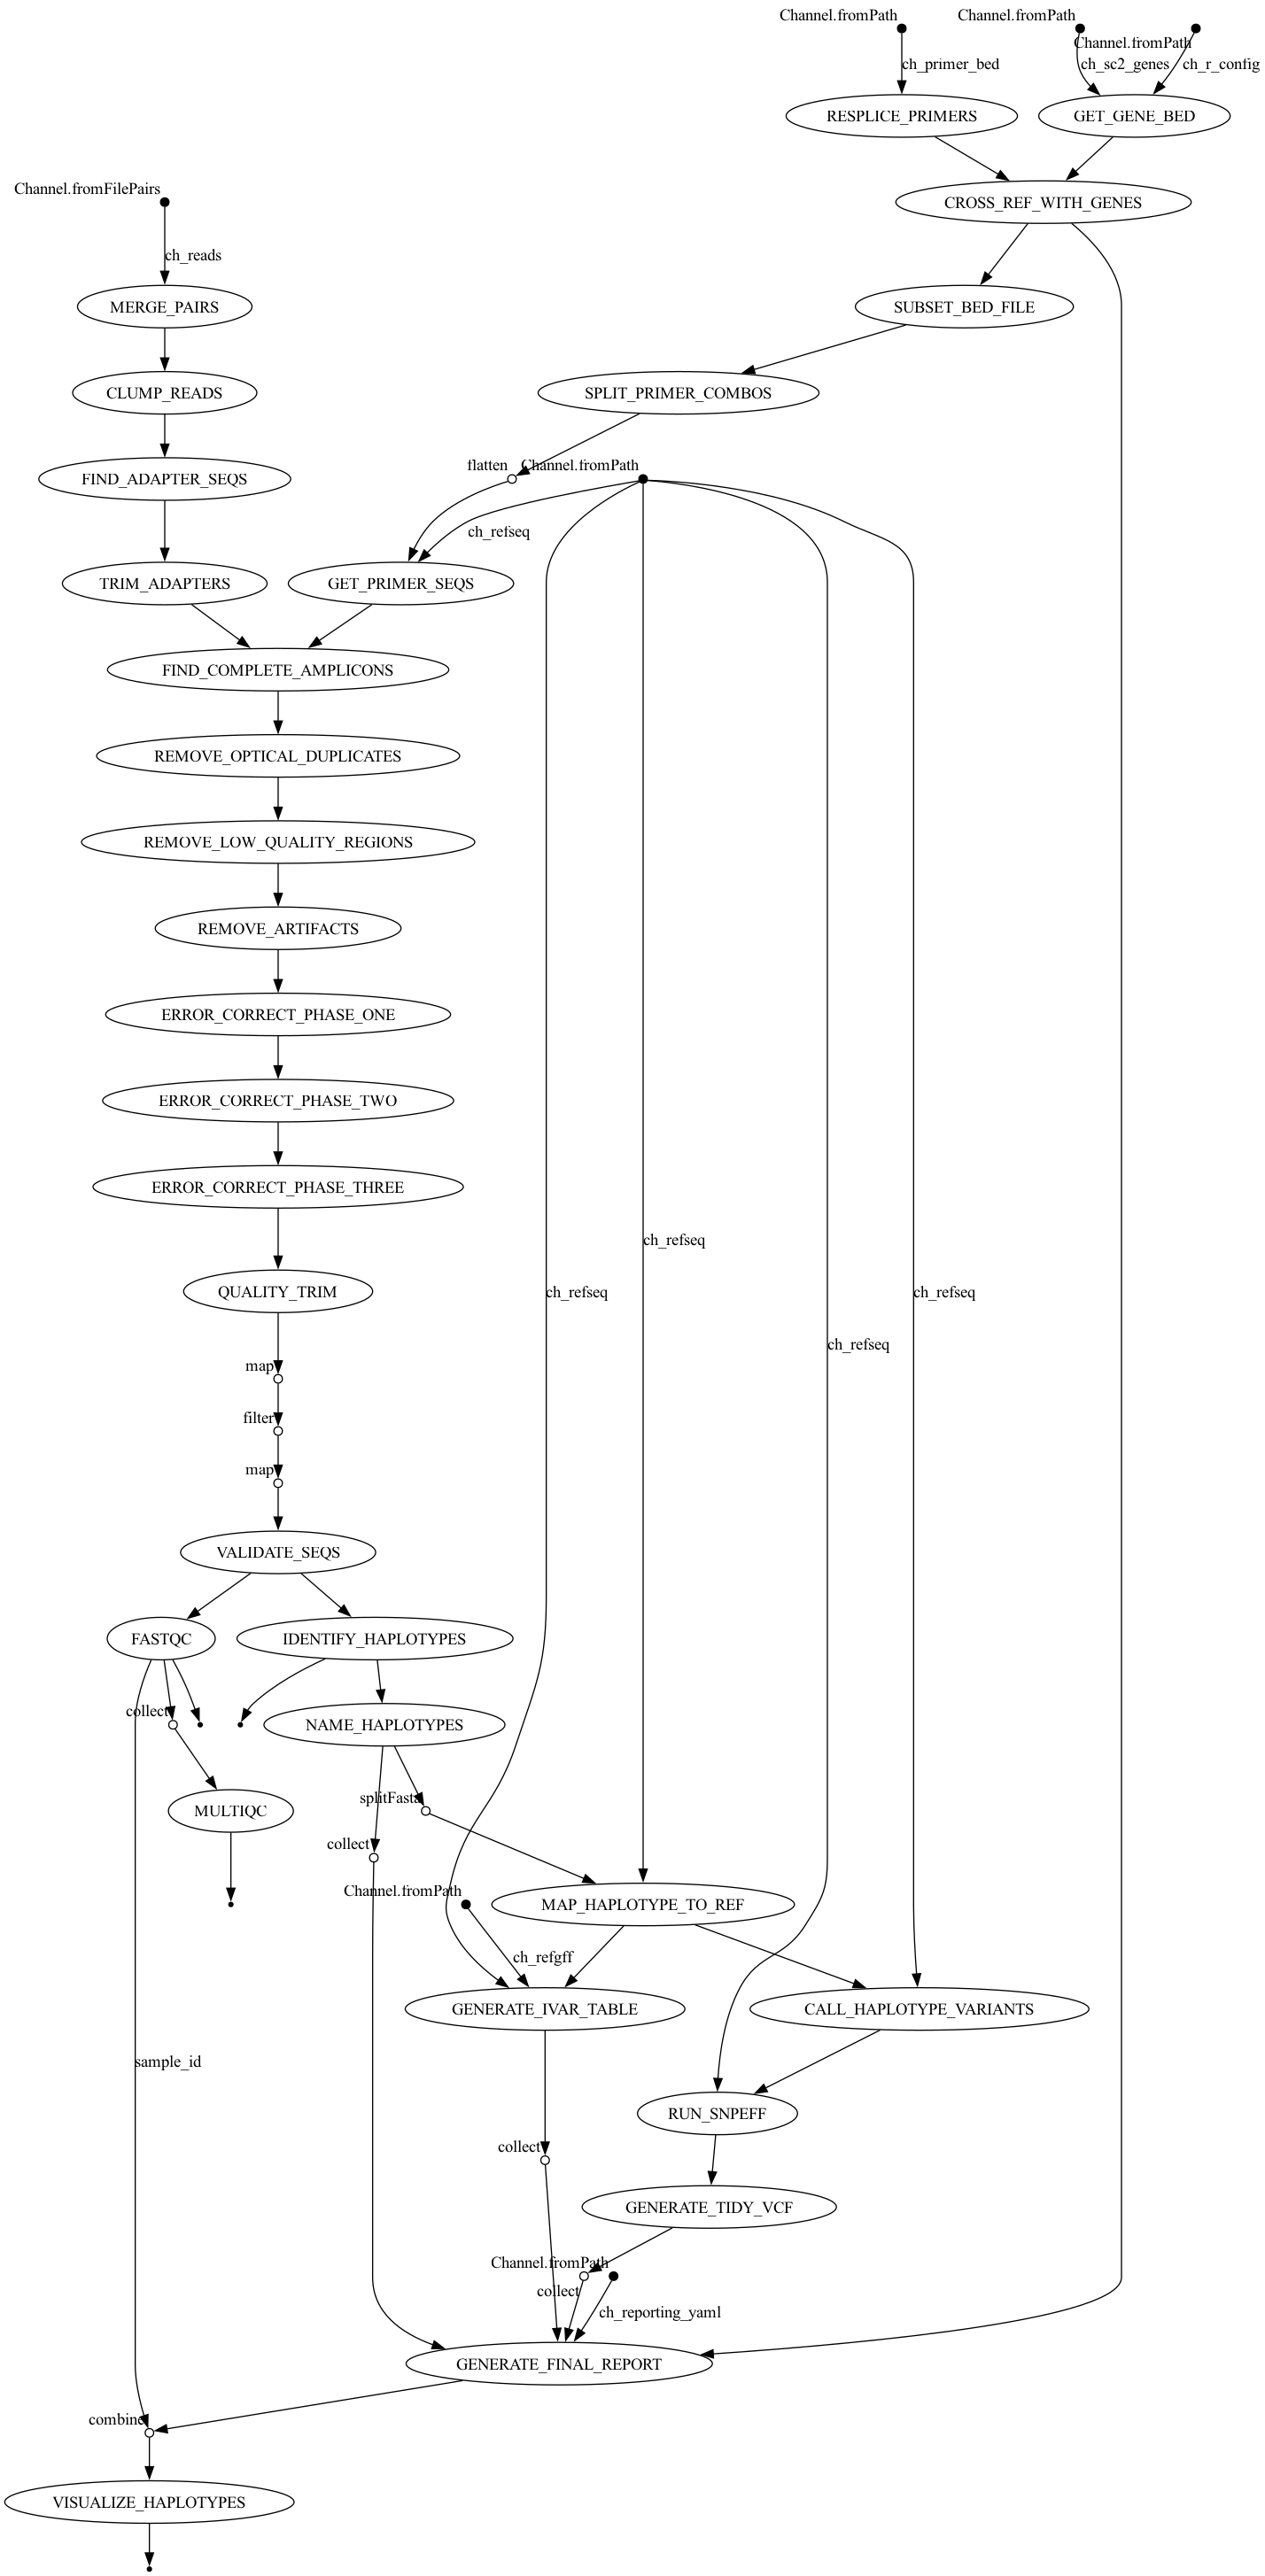 Channel.fromPath
Channel.fromPath
Channel.fromPath
ch_primer_bed
ch_sc2_genes
ch_r_config
RESPLICE_PRIMERS
GET_GENE_BED
Channel.fromFilePairs
CROSS_REF_WITH_GENES
ch_reads
MERGE_PAIRS
SUBSET_BED_FILE
CLUMP_READS
SPLIT_PRIMER_COMBOS
flatten
Channel.fromPath
FIND_ADAPTER_SEQS
ch_refseq
TRIM_ADAPTERS
GET_PRIMER_SEQS
FIND_COMPLETE_AMPLICONS
REMOVE_OPTICAL_DUPLICATES
REMOVE_LOW_QUALITY_REGIONS
REMOVE_ARTIFACTS
ERROR_CORRECT_PHASE_ONE
ERROR_CORRECT_PHASE_TWO
ERROR_CORRECT_PHASE_THREE
ch_refseq
QUALITY_TRIM
ch_refseq
ch_refseq
ch_refseq
map
filter
map
VALIDATE_SEQS
FASTQC
IDENTIFY_HAPLOTYPES
collect
NAME_HAPLOTYPES
splitFasta
MULTIQC
collect
Channel.fromPath
MAP_HAPLOTYPE_TO_REF
ch_refgff
GENERATE_IVAR_TABLE
CALL_HAPLOTYPE_VARIANTS
sample_id
RUN_SNPEFF
collect
GENERATE_TIDY_VCF
Channel.fromPath
collect
ch_reporting_yaml
GENERATE_FINAL_REPORT
combine
VISUALIZE_HAPLOTYPES